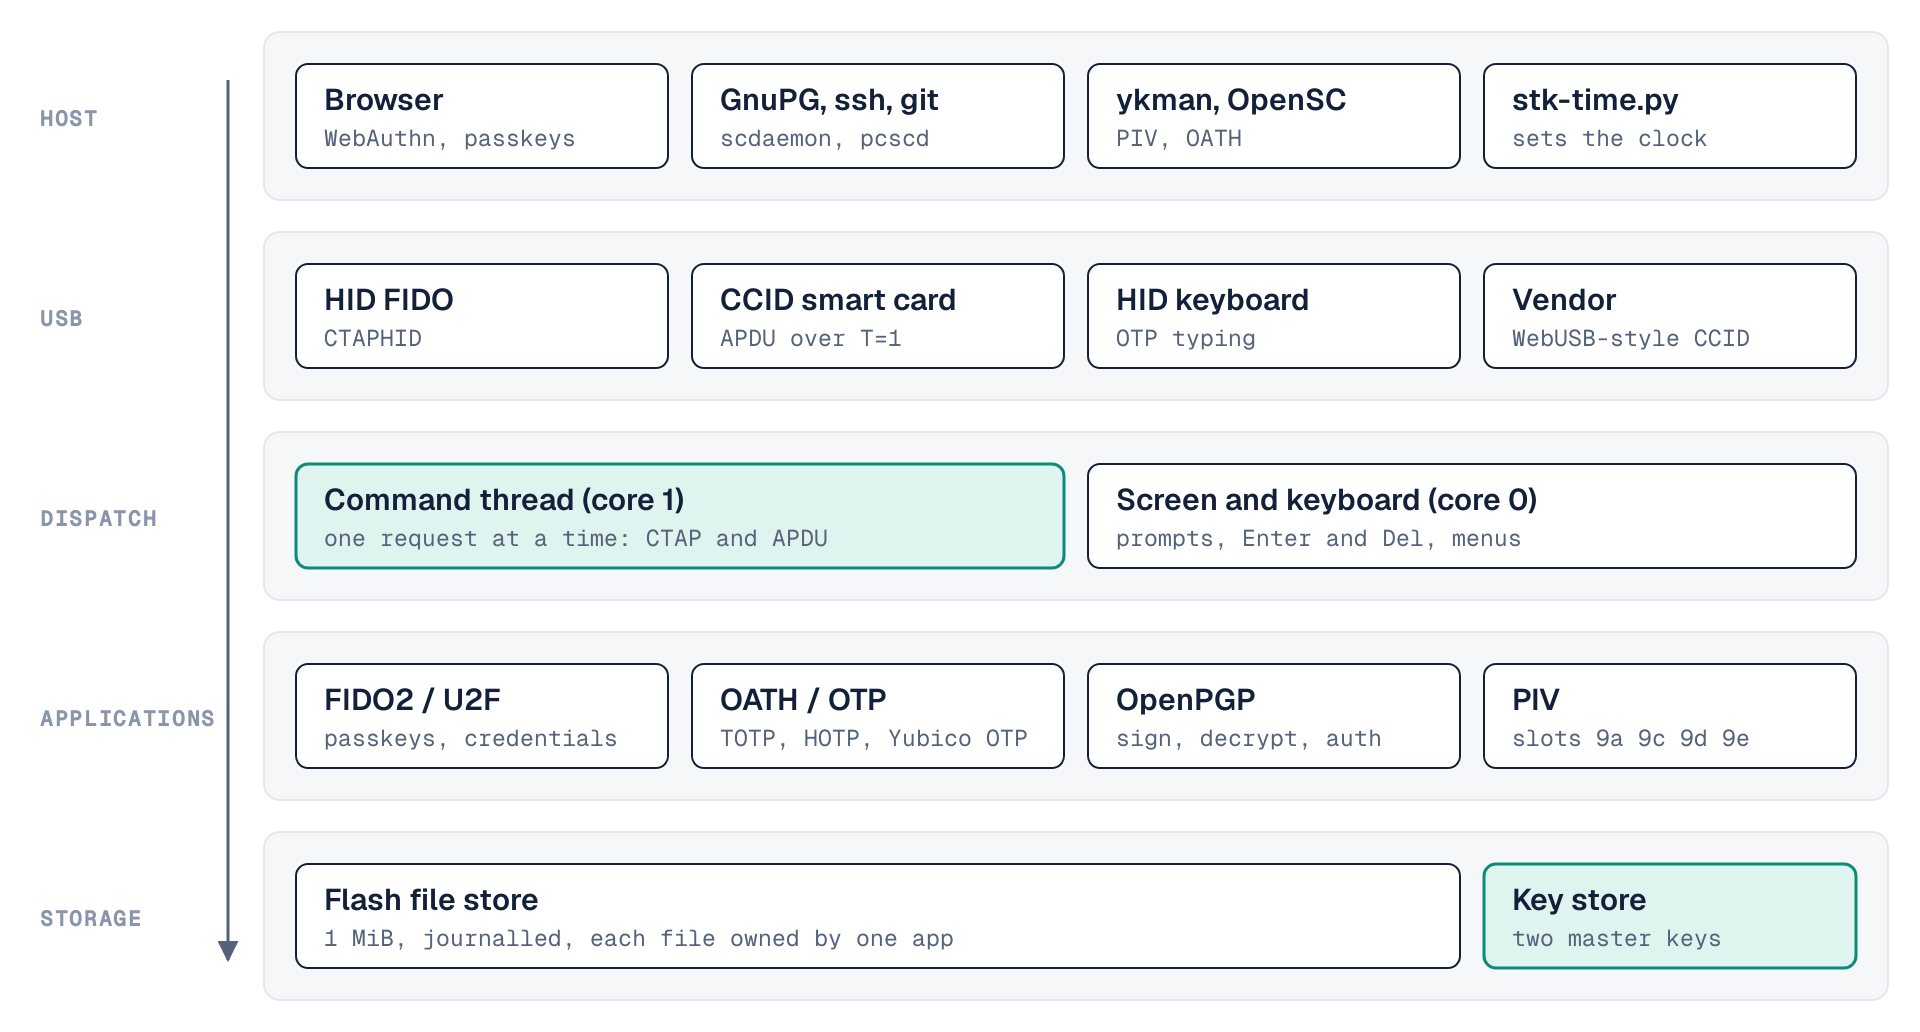 HOST
Browser
WebAuthn, passkeys
GnuPG, ssh, git
scdaemon, pcscd
ykman, OpenSC
PIV, OATH
stk-time.py
sets the clock
USB
HID FIDO
CTAPHID
CCID smart card
APDU over T=1
HID keyboard
OTP typing
Vendor
WebUSB-style CCID
DISPATCH
Command thread (core 1)
one request at a time: CTAP and APDU
Screen and keyboard (core 0)
prompts, Enter and Del, menus
APPLICATIONS
FIDO2 / U2F
passkeys, credentials
OATH / OTP
TOTP, HOTP, Yubico OTP
OpenPGP
sign, decrypt, auth
PIV
slots 9a 9c 9d 9e
STORAGE
Flash file store
1 MiB, journalled, each file owned by one app
Key store
two master keys